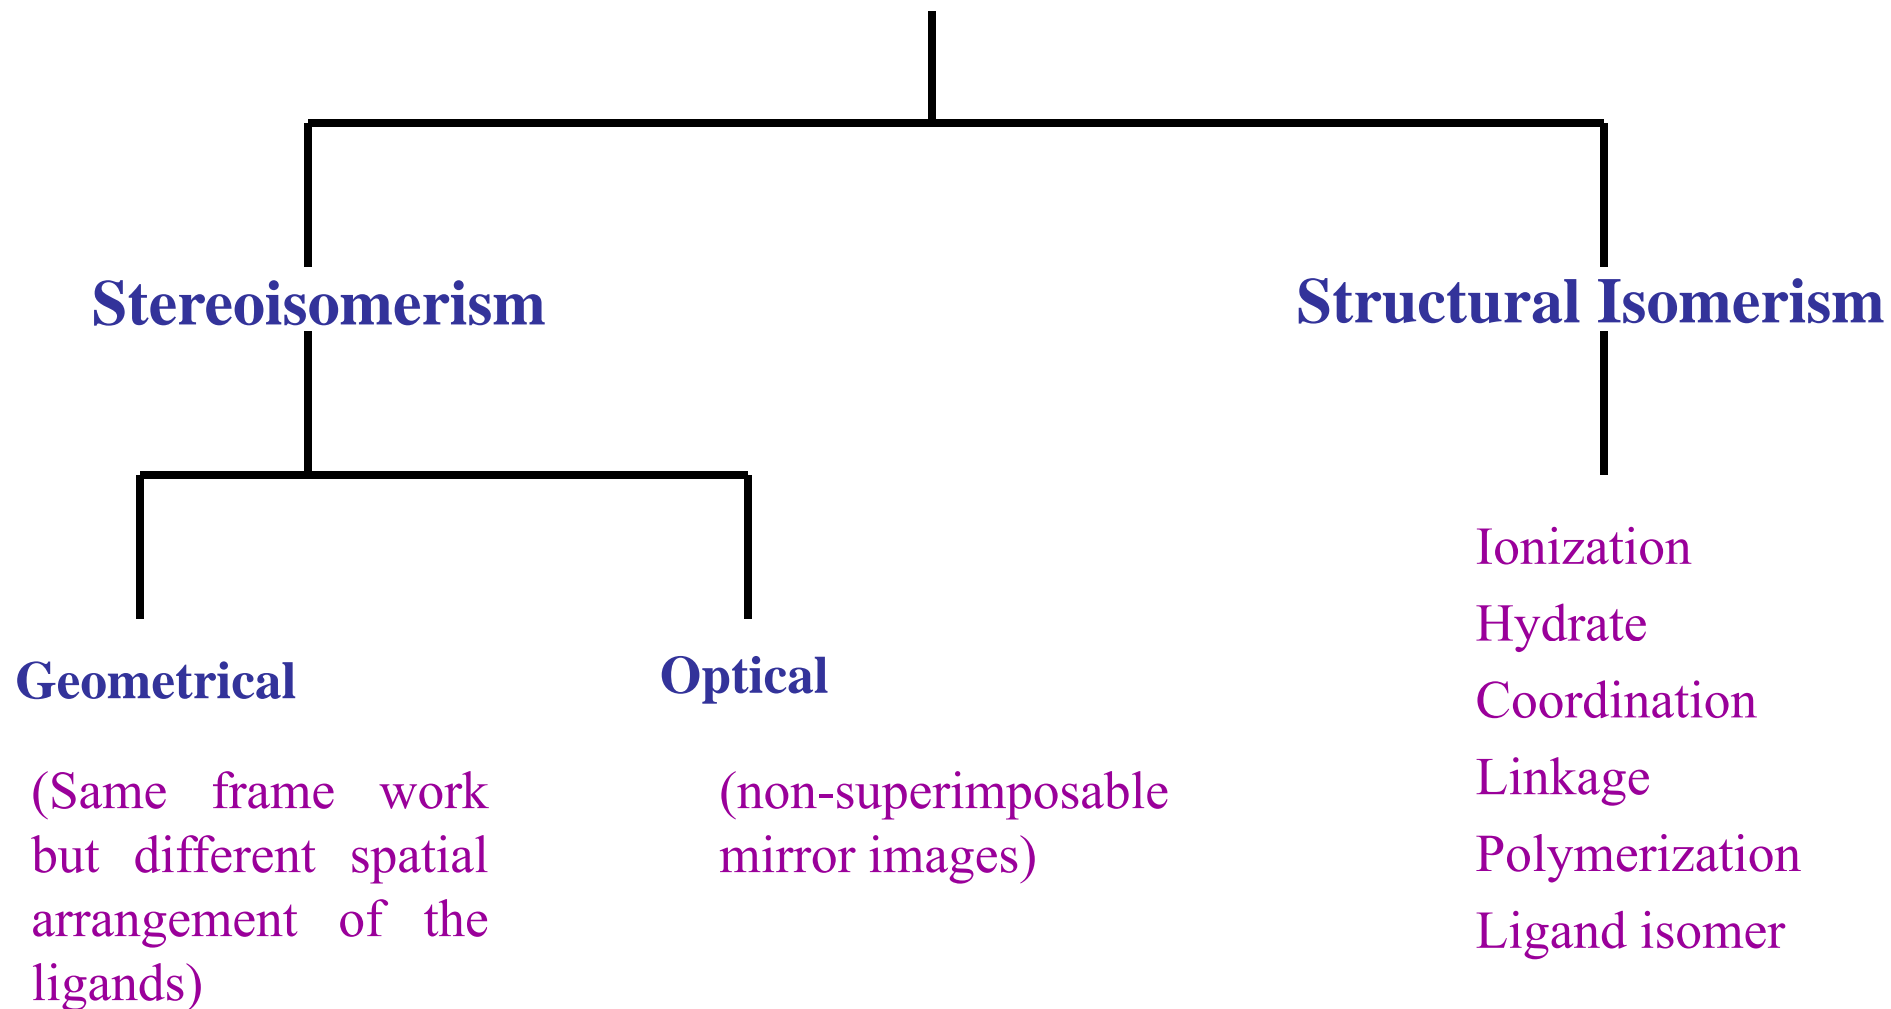 Stereoisomerism
Structural Isomerism
Geometrical
(Same frame work
but different spatial
arrangement of the
ligands)
Optical
(non-superimposable
mirror images)
Ionization
Hydrate
Coordination
Linkage
Polymerization
Ligand isomer